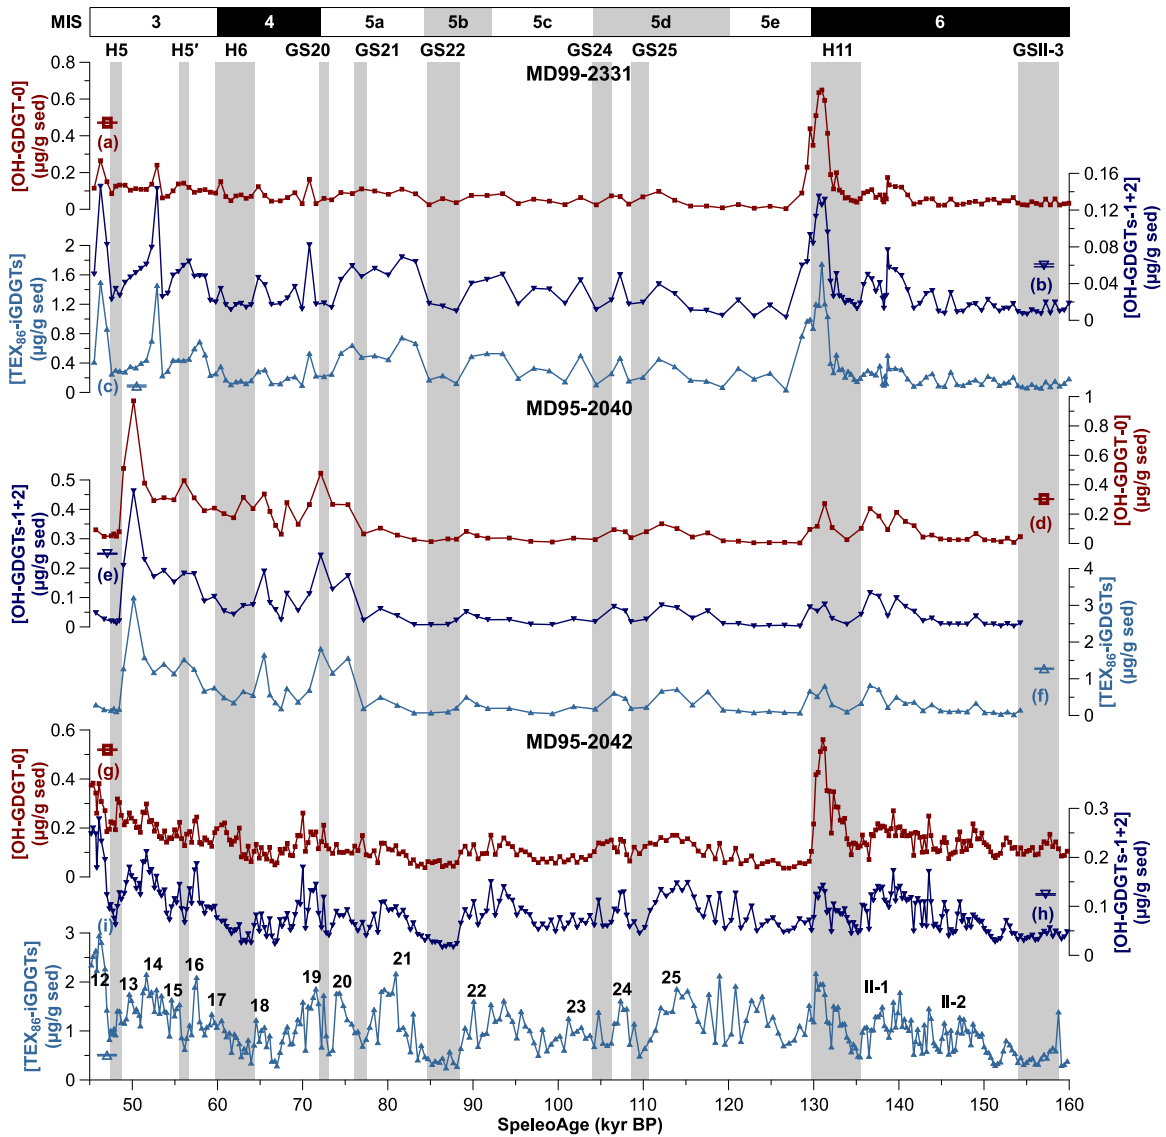 MIS 3 4 5a 5b 5c 5d 5e 6
H5 H5′ H6 GS20 GS21 GS22 GS24 GS25 H11 GSII-3
MD99-2331
[OH-GDGT-0]
(µg/g sed)
0.8
0.6
0.4
0.2
0
(a)
[OH-GDGTs-1+2]
(µg/g sed)
0.16
0.12
0.08
0.04
0
(b)
[TEX86-iGDGTs]
(µg/g sed)
2
1.6
1.2
0.8
0.4
0
(c)
MD95-2040
[OH-GDGT-0]
(µg/g sed)
1
0.8
0.6
0.4
0.2
0
(d)
[OH-GDGTs-1+2]
(µg/g sed)
0.5
0.4
0.3
0.2
0.1
0
(e)
[TEX86-iGDGTs]
(µg/g sed)
4
3
2
1
0
(f)
MD95-2042
[OH-GDGT-0]
(µg/g sed)
0.6
0.4
0.2
0
(g)
[OH-GDGTs-1+2]
(µg/g sed)
0.3
0.2
0.1
0
(h)
[TEX86-iGDGTs]
(µg/g sed)
3
2
1
0
(i)
12 13 14 15 16 17 18 19 20 21 22 23 24 25 II-1 II-2
50 60 70 80 90 100 110 120 130 140 150 160
SpeleoAge (kyr BP)